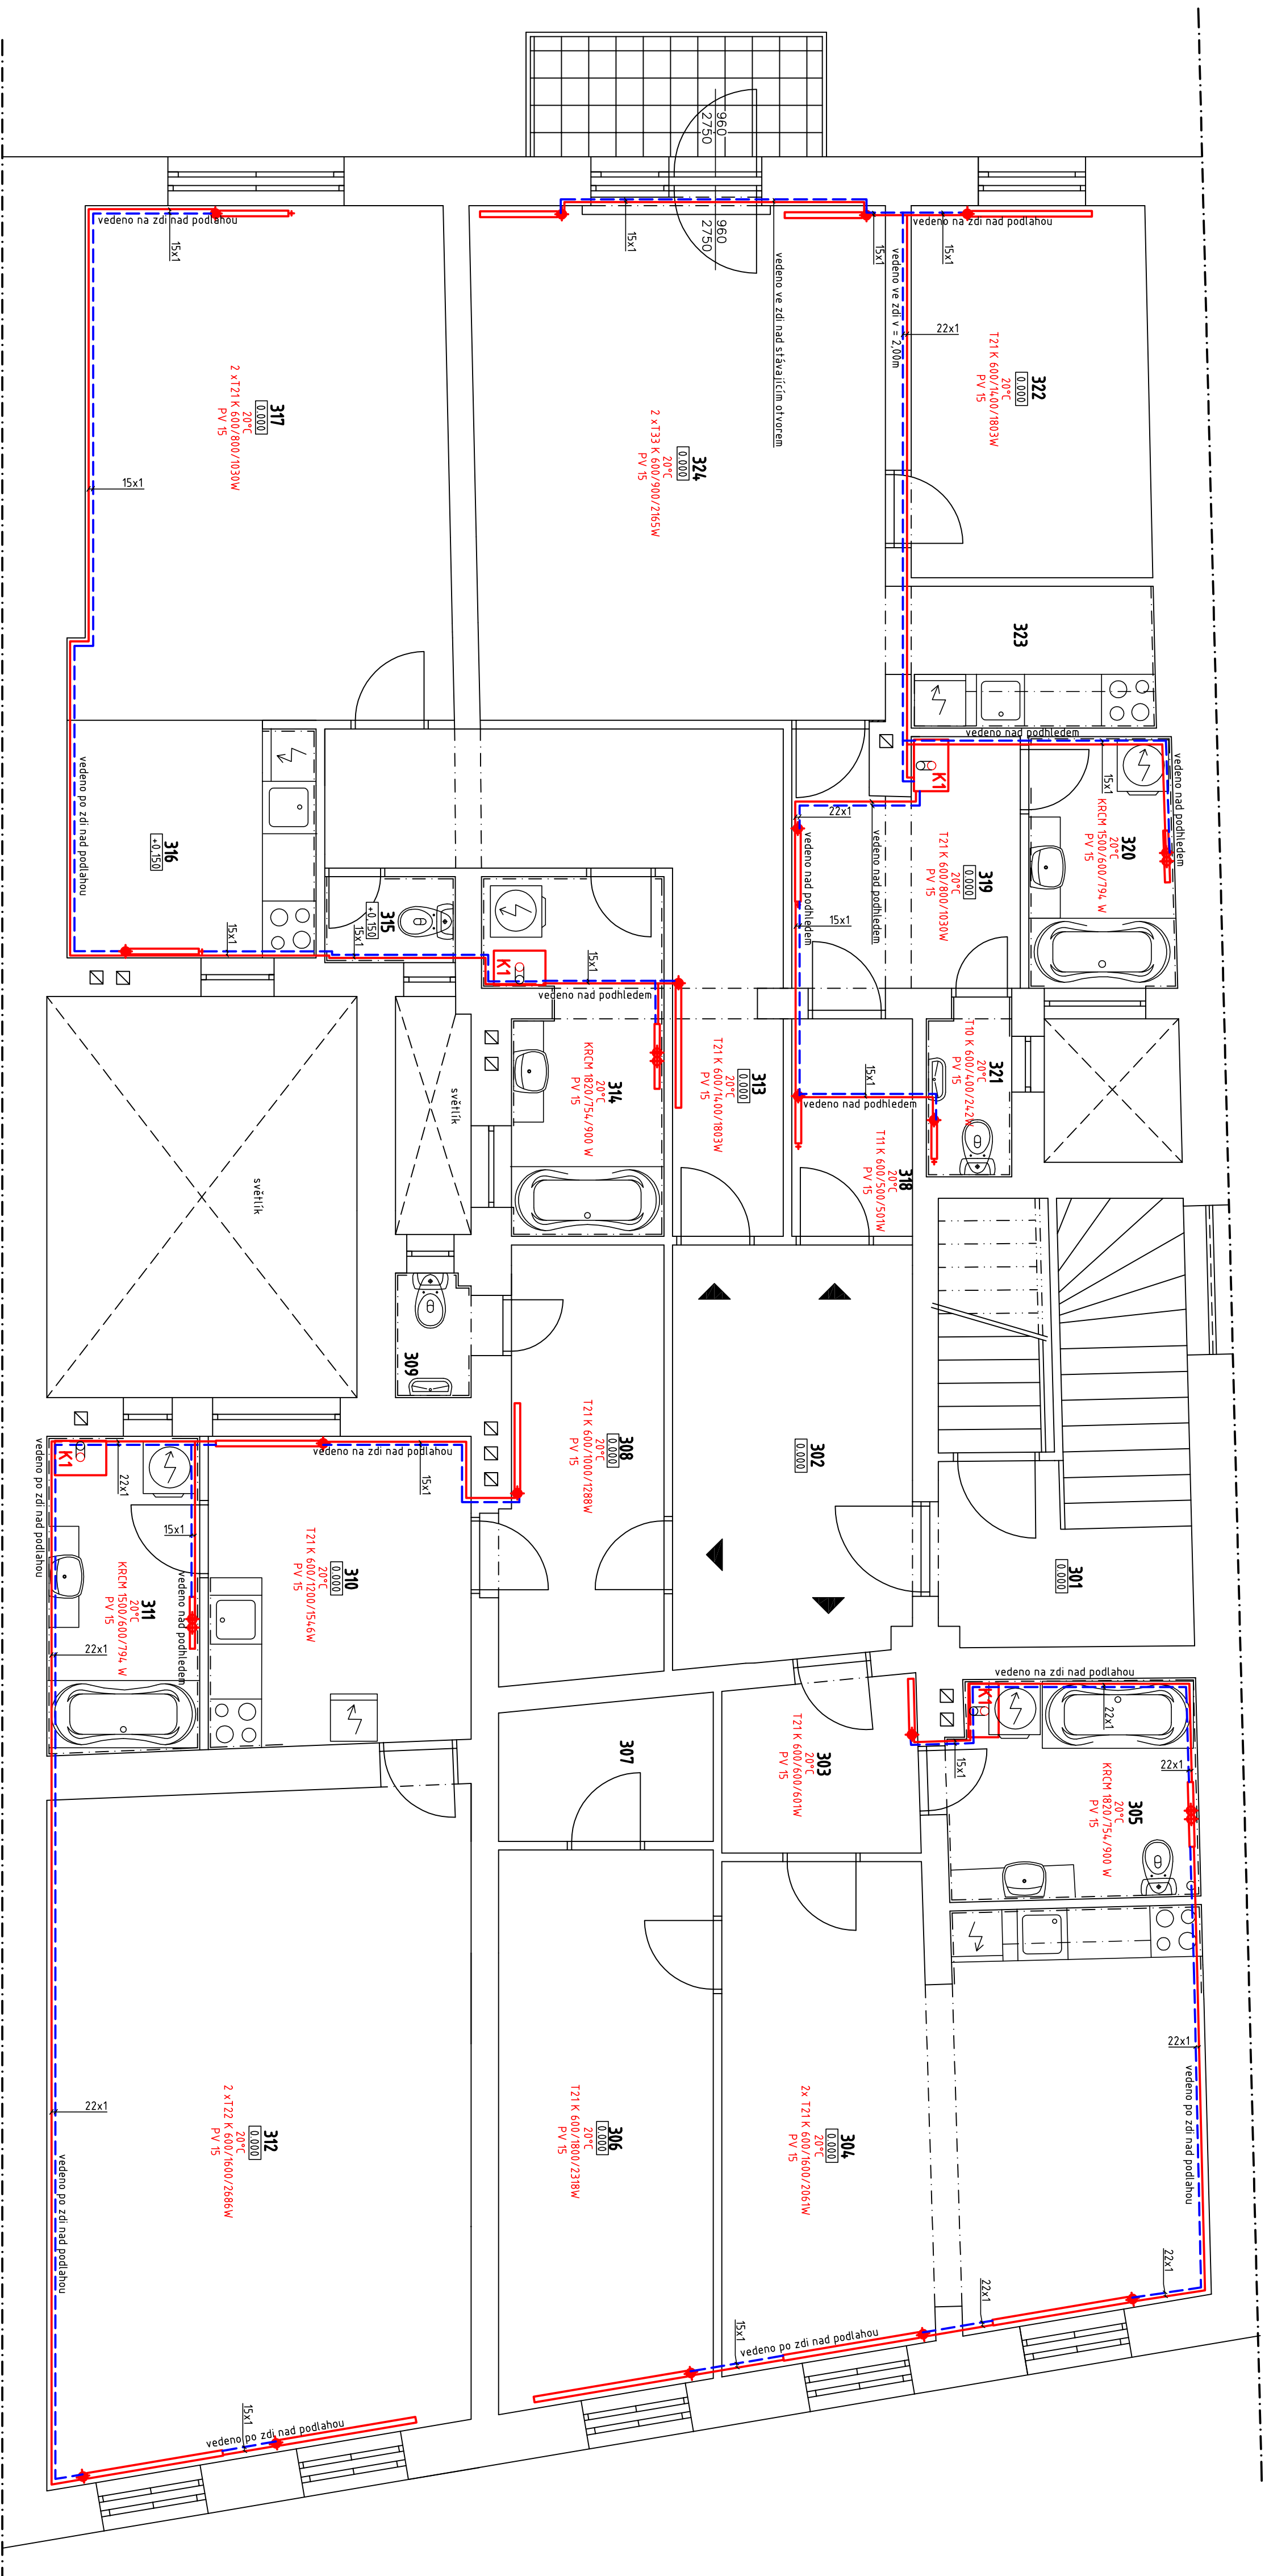 960
2750
960
2750
vedeno na zdi nad podlahou
15x1
15x1
vedeno ve zdi nad stávajícím otvorem
15x1
vedeno ve zdi v = 2,00m
vedeno na zdi nad podlahou
15x1
22x1
322
0.000
20°C
T21 K 600/1400/1803W
PV 15
317
0.000
20°C
2 xT21 K 600/800/1030W
PV 15
15x1
324
0.000
20°C
2 xT33 K 600/900/2165W
PV 15
323
vedeno nad podhledem
K1
15x1
vedeno nad podhledem
320
20°C
KRCM 1500/600/794 W
PV 15
22x1
vedeno nad podhledem
vedeno nad podhledem
15x1
319
0.000
20°C
T21 K 600/800/1030W
PV 15
vedeno po zdi nad podlahou
316
+0,150
15x1
315
+0,150
15x1
K1
15x1
vedeno nad podhledem
314
20°C
KRCM 1820/754/900 W
PV 15
313
0.000
20°C
T21 K 600/1400/1803W
PV 15
15x1
vedeno nad podhledem
321
20°C
T10 K 600/400/242W
PV 15
318
20°C
T11 K 600/500/501W
PV 15
světlík
světlík
309
308
0.000
20°C
T21 K 600/1000/1288W
PV 15
302
0.000
301
0.000
vedeno po zdi nad podlahou
K1
22x1
15x1
vedeno na zdi nad podlahou
15x1
vedeno nad podhledem
311
20°C
KRCM 1500/600/794 W
PV 15
22x1
310
0.000
20°C
T21 K 600/1200/1546W
PV 15
307
303
20°C
T21 K 600/600/601W
PV 15
vedeno na zdi nad podlahou
K1
22x1
15x1
22x1
305
20°C
KRCM 1820/754/900 W
PV 15
22x1
vedeno po zdi nad podlahou
22x1
vedeno po zdi nad podlahou
312
0.000
20°C
2 xT22 K 600/1600/2686W
PV 15
306
0.000
20°C
T21 K 600/1800/2318W
PV 15
304
0.000
20°C
2x T21 K 600/1600/2061W
PV 15
22x1
22x1
15x1
vedeno po zdi nad podlahou
15x1
vedeno po zdi nad podlahou